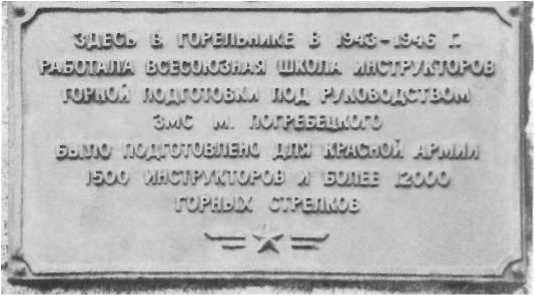 ЗДЕСЬ В ГОРЕЛЬНИКЕ В 1943-1946 Г.
РАБОТАЛА ВСЕСОЮЗНАЯ ШКОЛА ИНСТРУКТОРОВ
ГОРНОЙ ПОДГОТОВКИ ПОД РУКОВОДСТВОМ
ЗМС М. ПОГРЕБЕЦКОГО
БЫЛО ПОДГОТОВЛЕНО ДЛЯ КРАСНОЙ АРМИИ
1500 ИНСТРУКТОРОВ И БОЛЕЕ 12000
ГОРНЫХ СТРЕЛКОВ